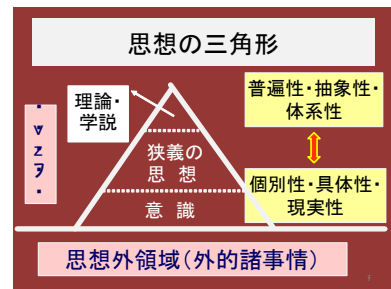 思想の三角形
理論・
学説
普遍性・抽象性・
体系性
狭義の
思 想
個別性・具体性・
現実性
意 識
思想外領域(外的諸事情)